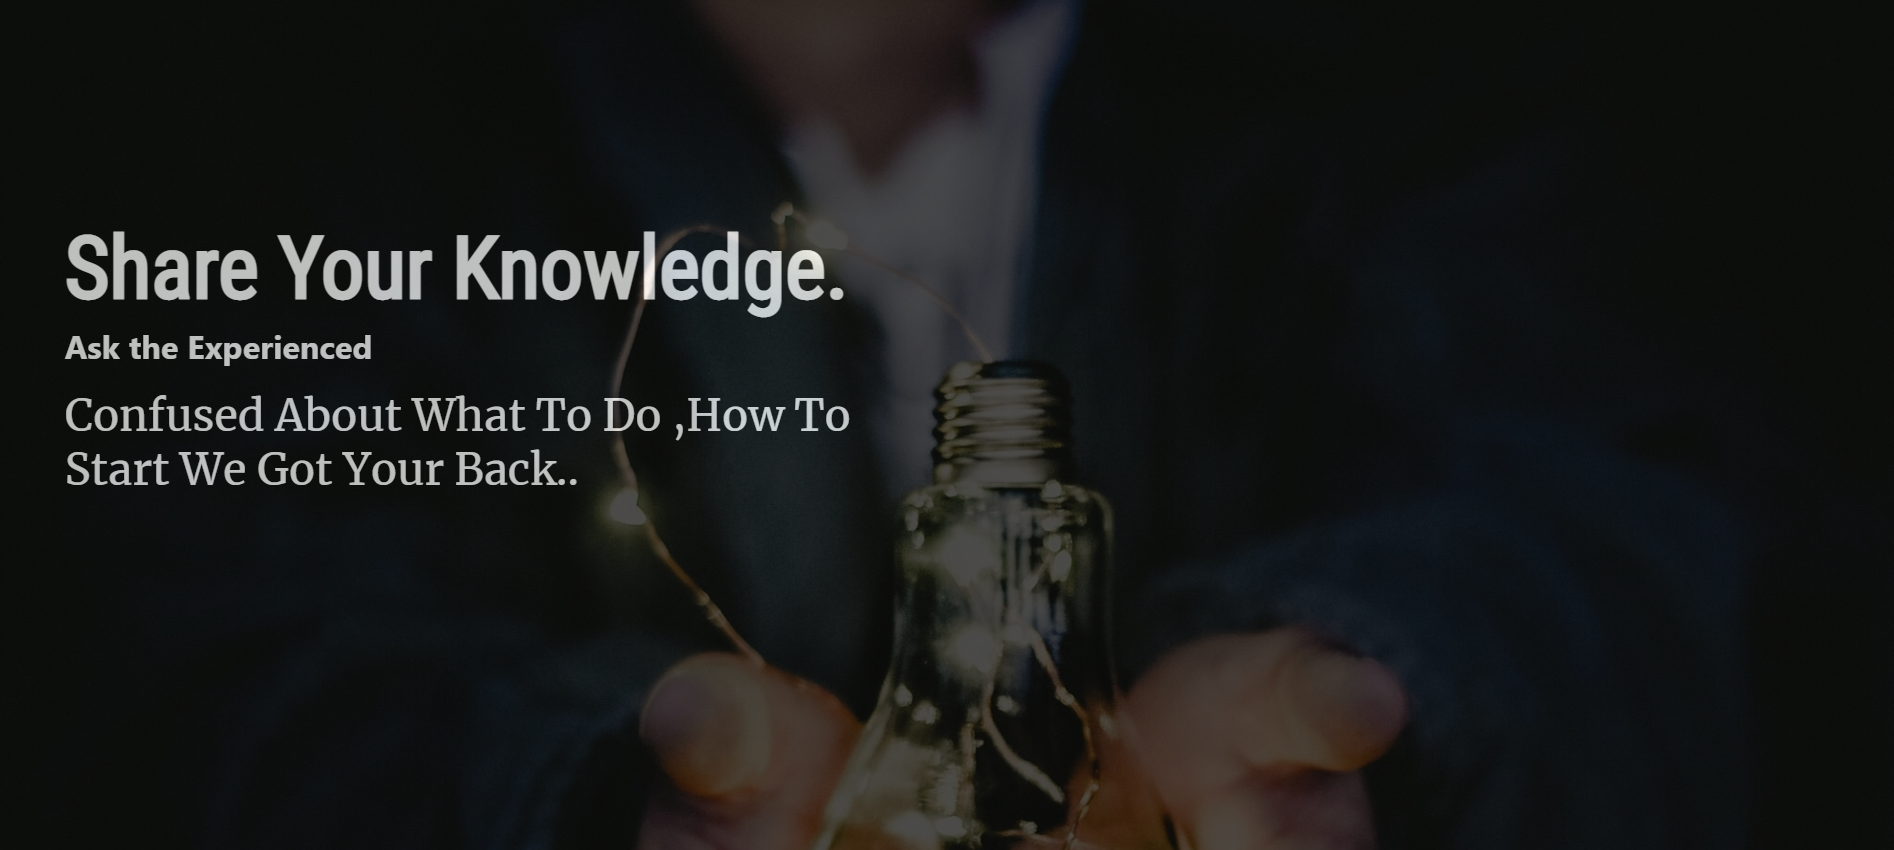 Share Your Knowledge.
Ask the Experienced
Confused About What To Do ,How To
Start We Got Your Back..